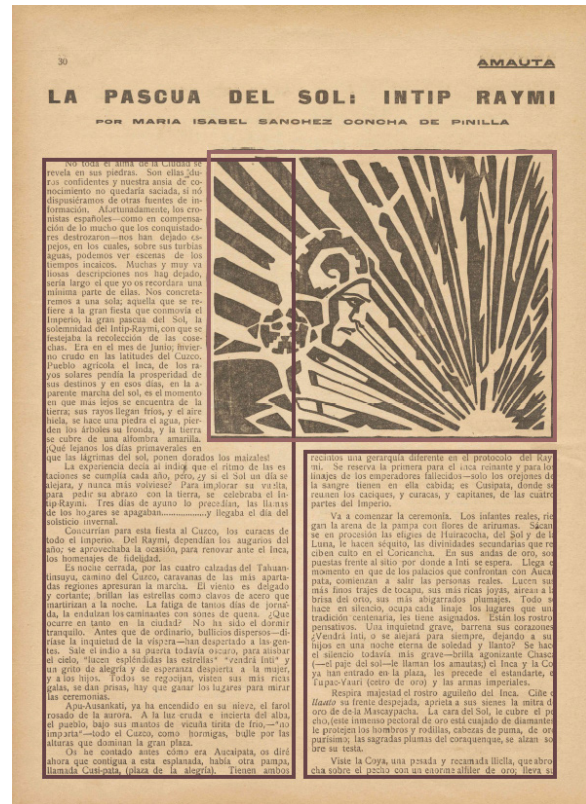 30
AMAUTA
LA PASCUA DEL SOL: INTIP RAYMI
POR MARIA ISABEL SANCHEZ CONCHA DE PINILLA
No toda el alma de la Ciudad se
revela en sus piedras. Son ellas du-
ros confidentes y nuestra ansia de co-
nocimiento no quedaría saciada, si nó
dispusiéramos de otras fuentes de in-
formación. Afortunadamente, los cro-
nistas españoles—como en compensa-
ción de lo mucho que los conquistado-
res destrozaron—nos han dejado es-
pejos, en los cuales, sobre sus turbias
aguas, podemos ver escenas de los
tiempos incaicos. Muchas y muy va
liosas descripciones nos hay dejado,
sería largo el que yo os recordara una
mínima parte de ellas. Nos concreta-
remos a una sola; aquella que se re-
fiere a la gran fiesta que conmovía el
Imperio, la gran pascua del Sol, la
solemnidad del Intip-Raymi, con que se
festejaba la recolección de las cose-
chas. Era en el mes de Junio; invier-
no crudo en las latitudes del Cuzco.
Pueblo agrícola el Inca, de los ra-
yos solares pendía la prosperidad de
sus destinos y en esos días, en la a-
parente marcha del sol, es el momento
en que más lejos se encuentra de la
tierra; sus rayos llegan fríos, y el aire
hiela, se hace una piedra el agua, pier-
den los árboles su fronda, y la tierra
se cubre de una alfombra amarilla.
¡Qué lejanos los días primaverales en
que las lágrimas del sol, ponen dorados los maizales!
La experiencia decía al indio que el ritmo de las es
taciones se cumplía cada año, pero, ¿y si el Sol un día se
alejara, y nunca más volviese? Para implorar su vuelta,
para pedir su abrazo con la tierra, se celebraba el In-
tip-Raymi. Tres días de ayuno lo precedían, las llamas
de los hogares se apagaban................y llegaba el día del
solsticio invernal.
Concurrían para esta fiesta al Cuzco, los curacas de
todo el imperio. Del Raymi, dependían los augurios del
año; se aprovechaba la ocasión, para renovar ante el Inca,
los homenajes de fidelidad.
Es noche cerrada, por las cuatro calzadas del Tahuan-
tinsuyu, camino del Cuzco, caravanas de las más aparta-
das regiones apresuran la marcha. El viento es delgado
y cortante; brillan las estrellas como clavos de acero que
martirizan a la noche. La fatiga de tantos días de jorna-
da, la endulzan los caminantes con sones de quena. ¿Que
ocurre en tanto en la ciudad? No ha sido el dormir
tranquilo. Antes que de ordinario, bullicios dispersos—di-
ríase la inquietud de la víspera—han despertado a las gen-
tes. Sale el indio a su puerta todavía oscuro, para atisbar
el cielo, "lucen espléndidas las estrellas" "vendrá Inti" y
un grito de alegría y de esperanza despierta a la mujer,
y a los hijos. Todos se regocijan, visten sus más ricas
galas, se dan prisas, hay que ganar los lugares para mirar
las ceremonias.
Apu-Ausankati, ya ha encendido en su nieve, el farol
rosado de la aurora. A la luz cruda e incierta del alba,
el pueblo, bajo sus mantos de vicuña tirita de frío,—"no
importa"—todo el Cuzco, como hormigas, bulle por las
alturas que dominan la gran plaza.
Os he contado antes cómo era Aucaipata, os diré
ahora que contigua a esta esplanada, había otra pampa,
llamada Cusi-pata, (plaza de la alegría). Tienen ambos
recintos una gerarquía diferente en el protocolo del Ray
mi. Se reserva la primera para el inca reinante y para los
linajes de los emperadores fallecidos—solo los orejones de
la sangre tienen en ella cabida; es Cusipata, donde se
reunen los caciques, y curacas, y capitanes, de las cuatro
partes del Imperio.
Va a comenzar la ceremonia. Los infantes reales, rie
gan la arena de la pampa con flores de arirumas. Sácan
se en procesión las efigies de Huiracocha, del Sol y de la
Luna, le hacen séquito, las divinidades secundarias que re
ciben culto en el Coricancha. En sus andas de oro, son
puestas frente al sitio por donde a Inti se espera. Llega e
momento en que de los palacios que confrontan con Aucai
pata, comienzan a salir las personas reales. Lucen sus
más finos trajes de tocapa, sus más ricas joyas, airean a la
brisa del orto, sus más abigarrados plumajes. Todo se
hace en silencio, ocupa cada linaje los lugares que una
tradición centenaria, les tiene asignados. Están los rostros
pensativos. Una inquietud grave, barrena sus corazones
¿Vendrá Inti, o se alejará para siempre, dejando a su
hijos en una noche eterna de soledad y llanto? Se hace
el silencio todavía más grave—brilla agonizante Chasca
(—el paje del sol—le llaman los amautas;) el Inca y la Co
ya han entrado en la plaza, les precede el standarte, e
Tupac-Yauri (cetro de oro) y las armas imperiales.
Respira majestad el rostro aguileño del Inca. Ciñe e
llauto su frente despejada, aprieta a sus sienes la mitra de
oro de de la Mascaypacha. La cara del Sol, le cubre el pe
cho, (este inmenso pectoral de oro está cuajado de diamantes
le protejen los hombros y rodillas, cabezas de puma, de oro
purísimo; las sagradas plumas del coraquenque, se alzan so
bre su testa.
Viste la Coya, una pesada y recamada lliclla, que abro
cha sobre el pecho con un enorme alfiler de oro; lleva su